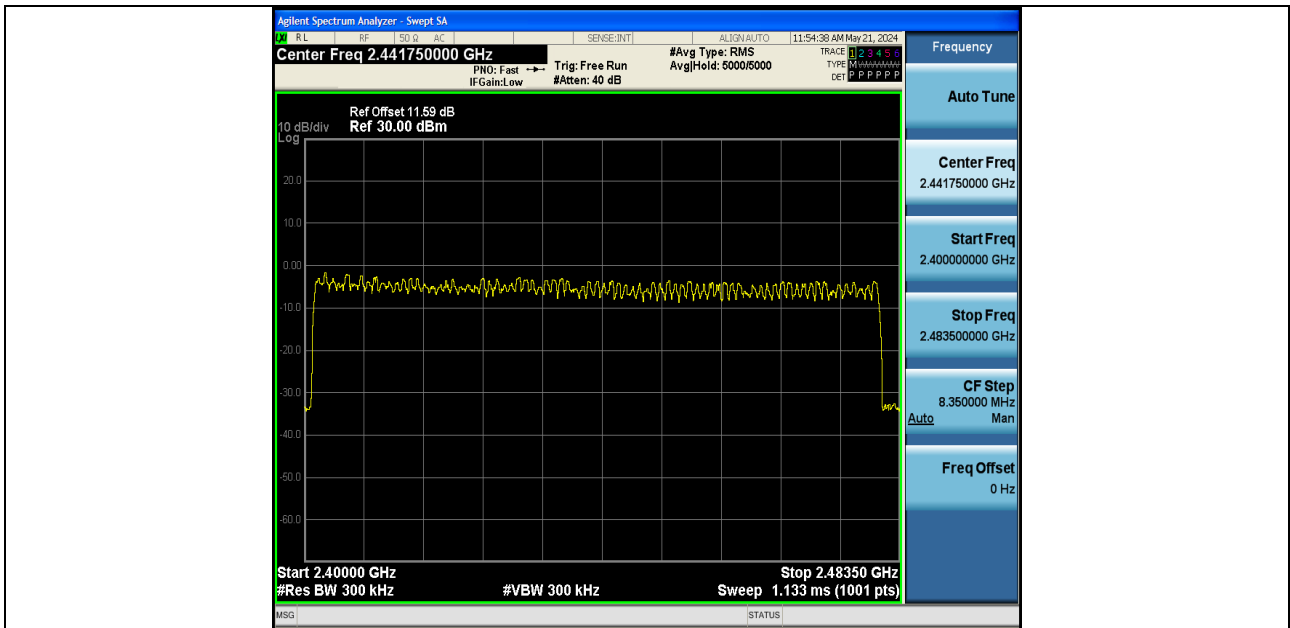 Agilent Spectrum Analyzer - Swept SA
RL RF 50 Ω AC SENSE:INT ALIGN AUTO 11:54:38 AM May 21, 2024
Center Freq 2.441750000 GHz
PNO: Fast
IFGain:Low
Trig: Free Run
#Atten: 40 dB
#Avg Type: RMS
Avg|Hold: 5000/5000
TRACE 1 2 3 4 5 6
TYPE M
DET P P P P P P
Ref Offset 11.59 dB
10 dB/div Ref 30.00 dBm
Log
20.0
10.0
0.00
-10.0
-20.0
-30.0
-40.0
-50.0
-60.0
Start 2.40000 GHz Stop 2.48350 GHz
#Res BW 300 kHz #VBW 300 kHz Sweep 1.133 ms (1001 pts)
MSG STATUS
Frequency
Auto Tune
Center Freq
2.441750000 GHz
Start Freq
2.400000000 GHz
Stop Freq
2.483500000 GHz
CF Step
8.350000 MHz
Auto Man
Freq Offset
0 Hz